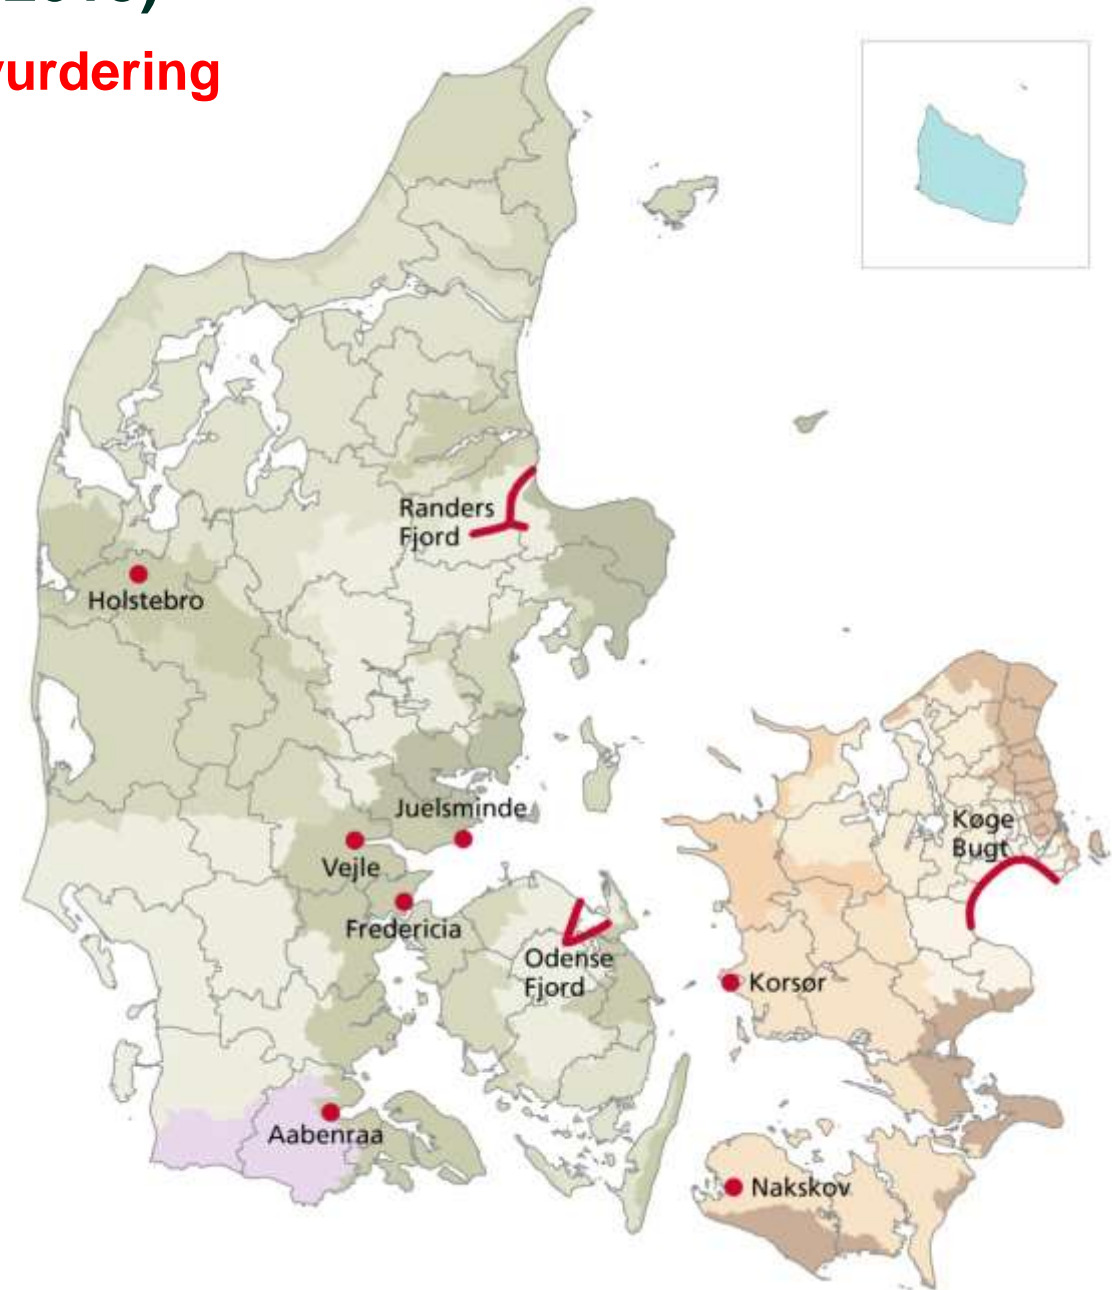 vurdering
Randers
Fjord
Holstebro
Juelsminde
Køge
Bugt
Vejle
Fredericia
Odense
Fjord
Korsør
Aabenraa
Nakskov